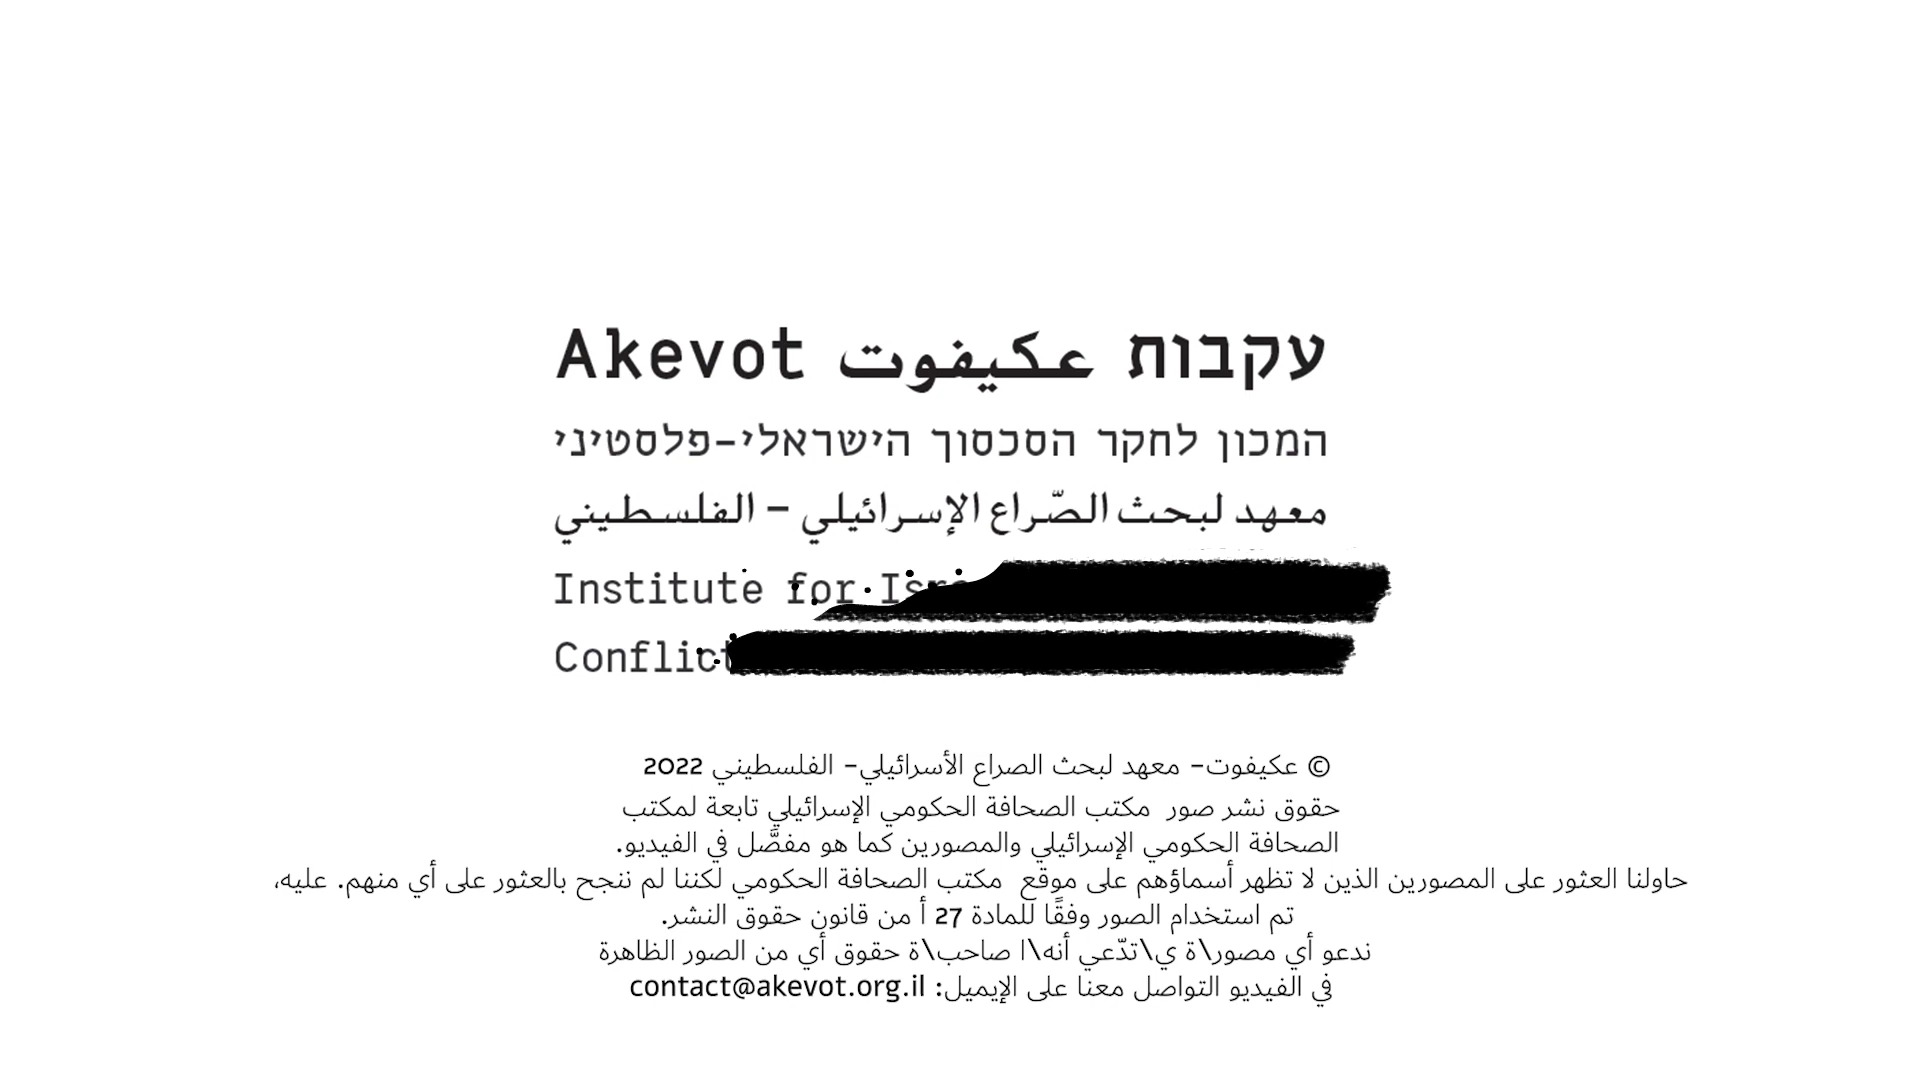 Akevot عكيفوت עקבות
המכון לחקר הסכסוך הישראלי-פלסטיני
معهد لبحث الصّراع الإسرائيلي - الفلسطيني
Institute for
Conflict
© عكيفوت- معهد لبحث الصراع الأسرائيلي- الفلسطيني 2022
حقوق نشر صور مكتب الصحافة الحكومي الإسرائيلي تابعة لمكتب
الصحافة الحكومي الإسرائيلي والمصورين كما هو مفصَّل في الفيديو.
حاولنا العثور على المصورين الذين لا تظهر أسماؤهم على موقع مكتب الصحافة الحكومي لكننا لم ننجح بالعثور على أي منهم. عليه،
تم استخدام الصور وفقًا للمادة 27 أ من قانون حقوق النشر.
ندعو أي مصور\ة ي\تدّعي أنه\ا صاحب\ة حقوق أي من الصور الظاهرة
في الفيديو التواصل معنا على الإيميل: contact@akevot.org.il